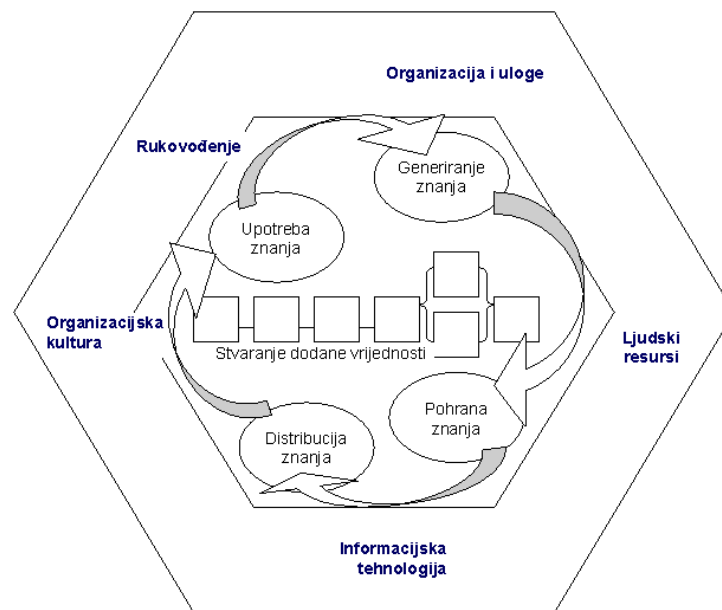 Organizacija i uloge
Rukovođenje
Generiranje
znanja
Upotreba
znanja
Organizacijska
kultura
Stvaranje dodane vrijednosti
Ljudski
resursi
Pohrana
znanja
Distribucija
znanja
Informacijska
tehnologija